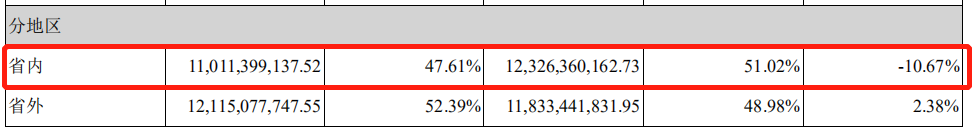 分地区
省内 11,011,399,137.52 47.61% 12,326,360,162.73 51.02% -10.67%
省外 12,115,077,747.55 52.39% 11,833,441,831.95 48.98% 2.38%